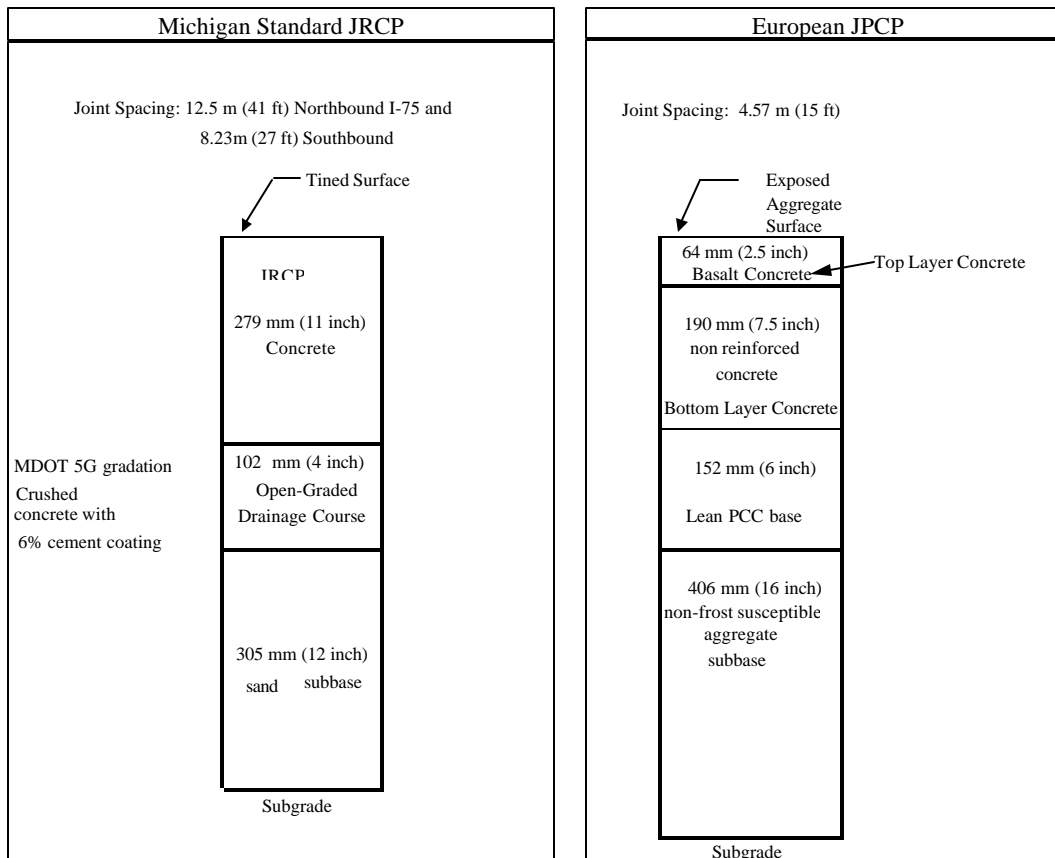 Michigan Standard JRCP
Joint Spacing: 12.5 m (41 ft) Northbound I-75 and
8.23m (27 ft) Southbound
Tined Surface
JRCP
279 mm (11 inch)
Concrete
MDOT 5G gradation
Crushed
concrete with
6% cement coating
102 mm (4 inch)
Open-Graded
Drainage Course
305 mm (12 inch)
sand subbase
Subgrade
European JPCP
Joint Spacing: 4.57 m (15 ft)
Exposed
Aggregate
Surface
64 mm (2.5 inch)
Basalt Concrete
Top Layer Concrete
190 mm (7.5 inch)
non reinforced
concrete
Bottom Layer Concrete
152 mm (6 inch)
Lean PCC base
406 mm (16 inch)
non-frost susceptible
aggregate
subbase
Subgrade